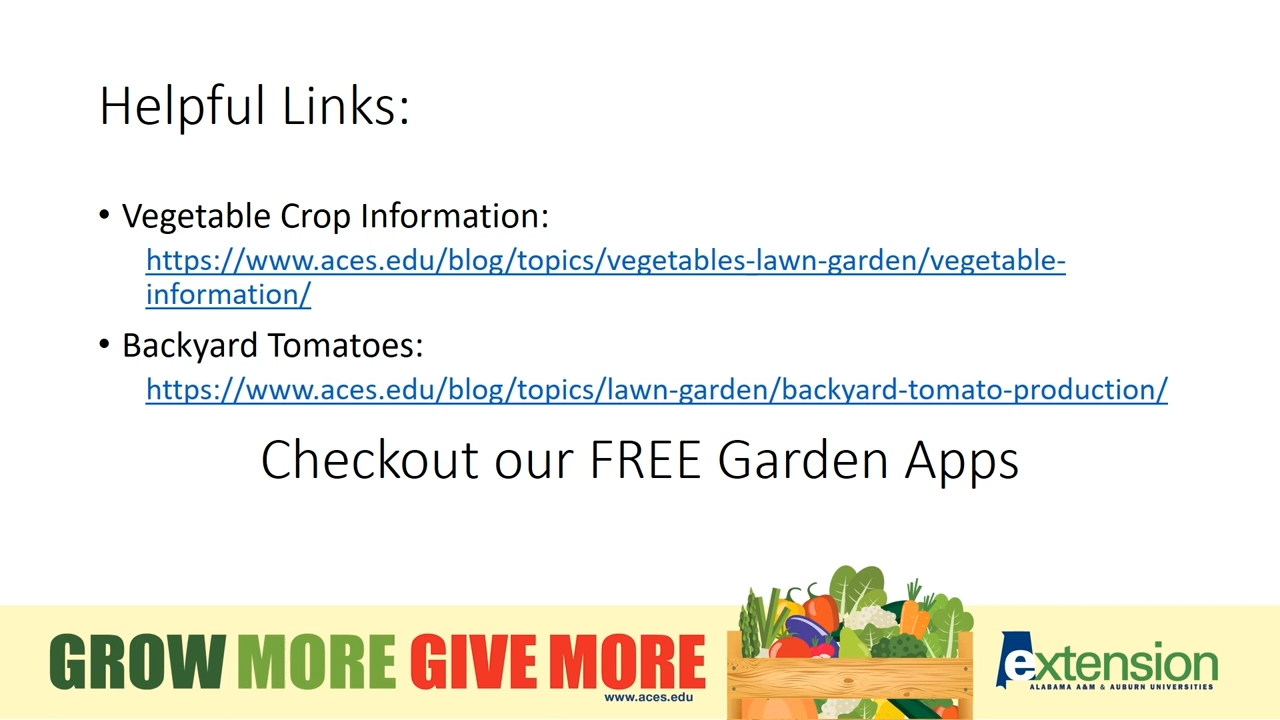 Helpful Links:
• Vegetable Crop Information:
https://www.aces.edu/blog/topics/vegetables-lawn-garden/vegetable-
information/
• Backyard Tomatoes:
https://www.aces.edu/blog/topics/lawn-garden/backyard-tomato-production/
Checkout our FREE Garden Apps
GROW MORE GIVE MORE
www.aces.edu
extension
ALABAMA A&M & AUBURN UNIVERSITIES